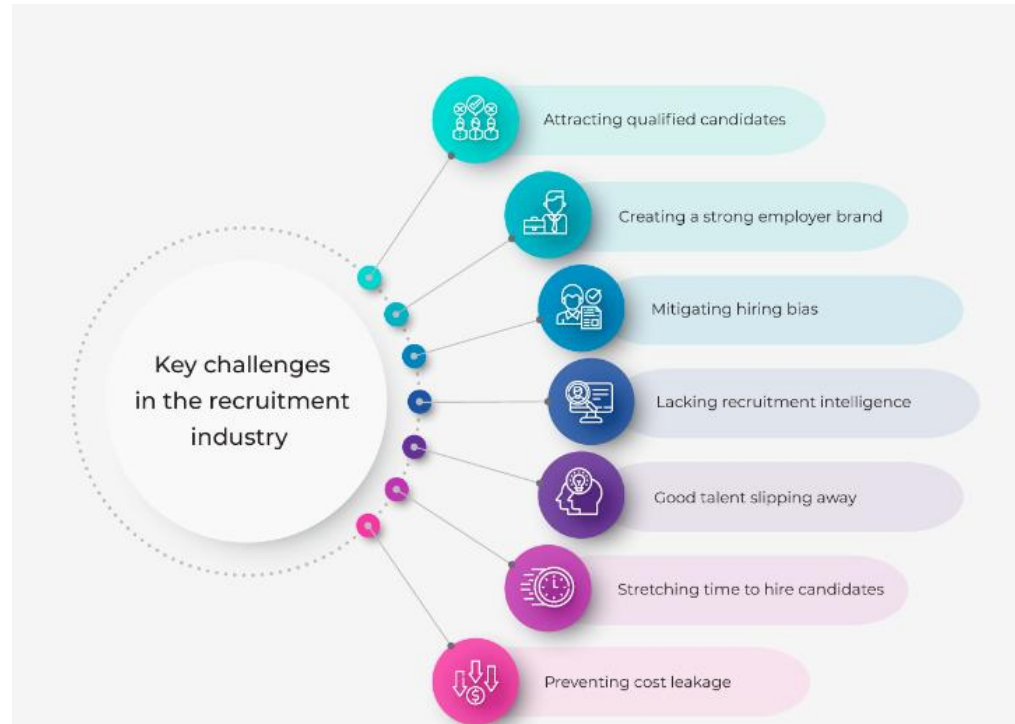 Key challenges
in the recruitment
industry
Attracting qualified candidates
Creating a strong employer brand
Mitigating hiring bias
Lacking recruitment intelligence
Good talent slipping away
Stretching time to hire candidates
Preventing cost leakage